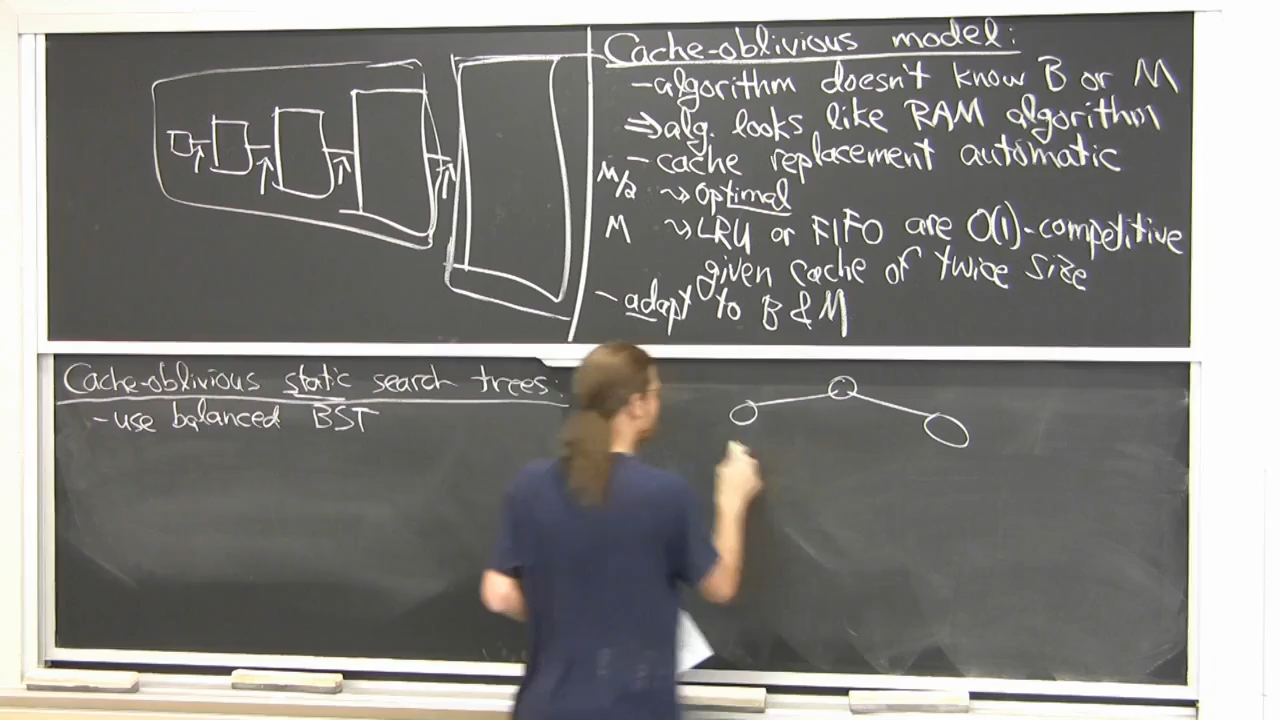 Cache-oblivious model:
- algorithm doesn't know B or M
⇒ alg. looks like RAM algorithm
- cache replacement automatic
M/2 ⇝ optimal
M ⇝ LRU or FIFO are O(1)-competitive
given cache of twice size
- adapt to B & M
Cache-oblivious static search trees:
- use balanced BST